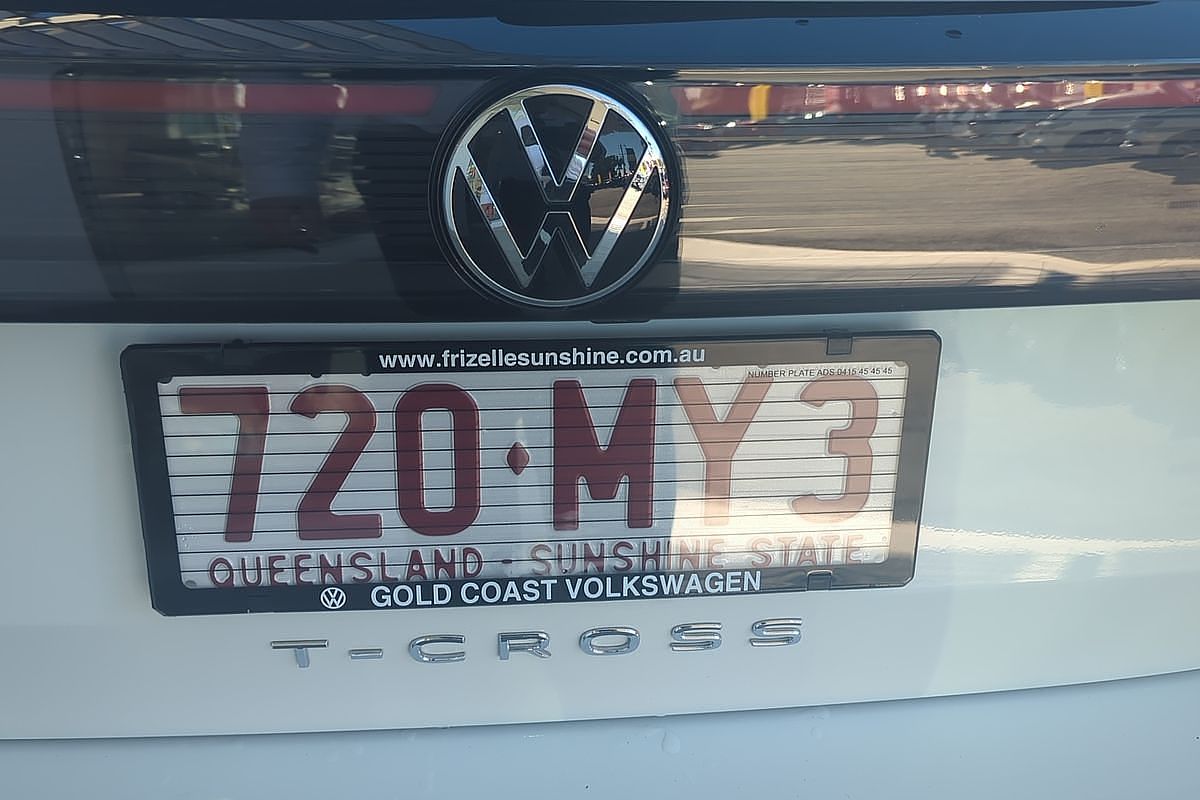 www.frizellesunshine.com.au
NUMBER PLATE ADS 0415 45 45 45
720·MY3
QUEENSLAND - SUNSHINE STATE
GOLD COAST VOLKSWAGEN
T-CROSS